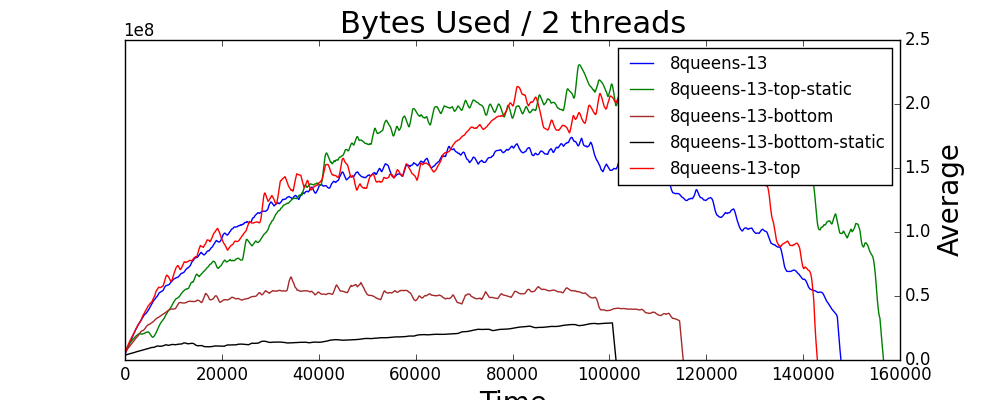 Bytes Used / 2 threads
1e8
2.5
2.0
1.5
1.0
0.5
0.0
Average
8queens-13
8queens-13-top-static
8queens-13-bottom
8queens-13-bottom-static
8queens-13-top
0 20000 40000 60000 80000 100000 120000 140000 160000
Time